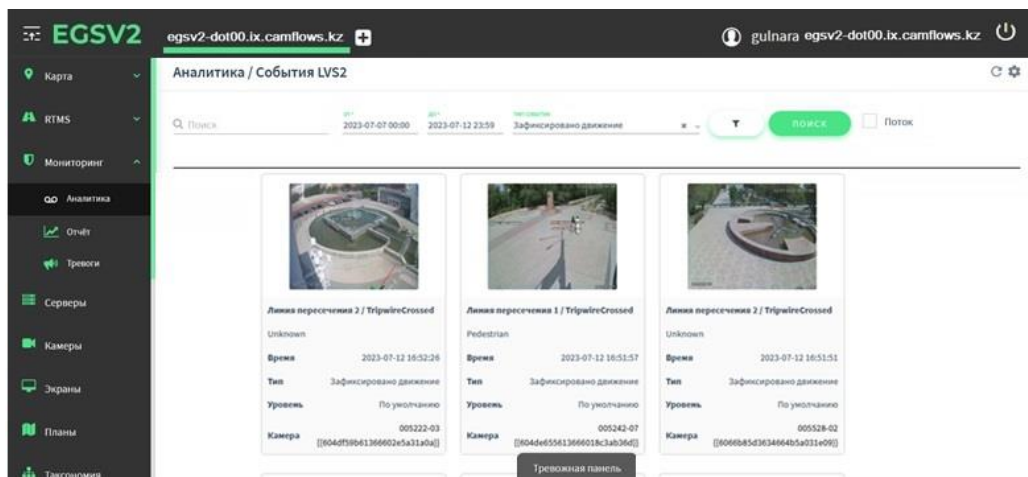 EGSV2
egsv2-dot00.ix.camflows.kz
gulnara egsv2-dot00.ix.camflows.kz
Карта
RTMS
Мониторинг
Аналитика
Отчёт
Тревоги
Серверы
Камеры
Экраны
Планы
Таксономия
Аналитика / События LVS2
Поиск
От *
2023-07-07 00:00
До *
2023-07-12 23:59
Тип события
Зафиксировано движение
ПОИСК
Поток
Линия пересечения 2 / TripwireCrossed
Unknown
Время 2023-07-12 16:52:26
Тип Зафиксировано движение
Уровень По умолчанию
Камера 005222-03
[[604df59b61366602e5a31a0a]]
Линия пересечения 1 / TripwireCrossed
Pedestrian
Время 2023-07-12 16:51:57
Тип Зафиксировано движение
Уровень По умолчанию
Камера 005242-07
[[604de655613666018c3ab36d]]
Линия пересечения 2 / TripwireCrossed
Unknown
Время 2023-07-12 16:51:51
Тип Зафиксировано движение
Уровень По умолчанию
Камера 005528-02
[[6066b85d3634664b5a031e09]]
Тревожная панель